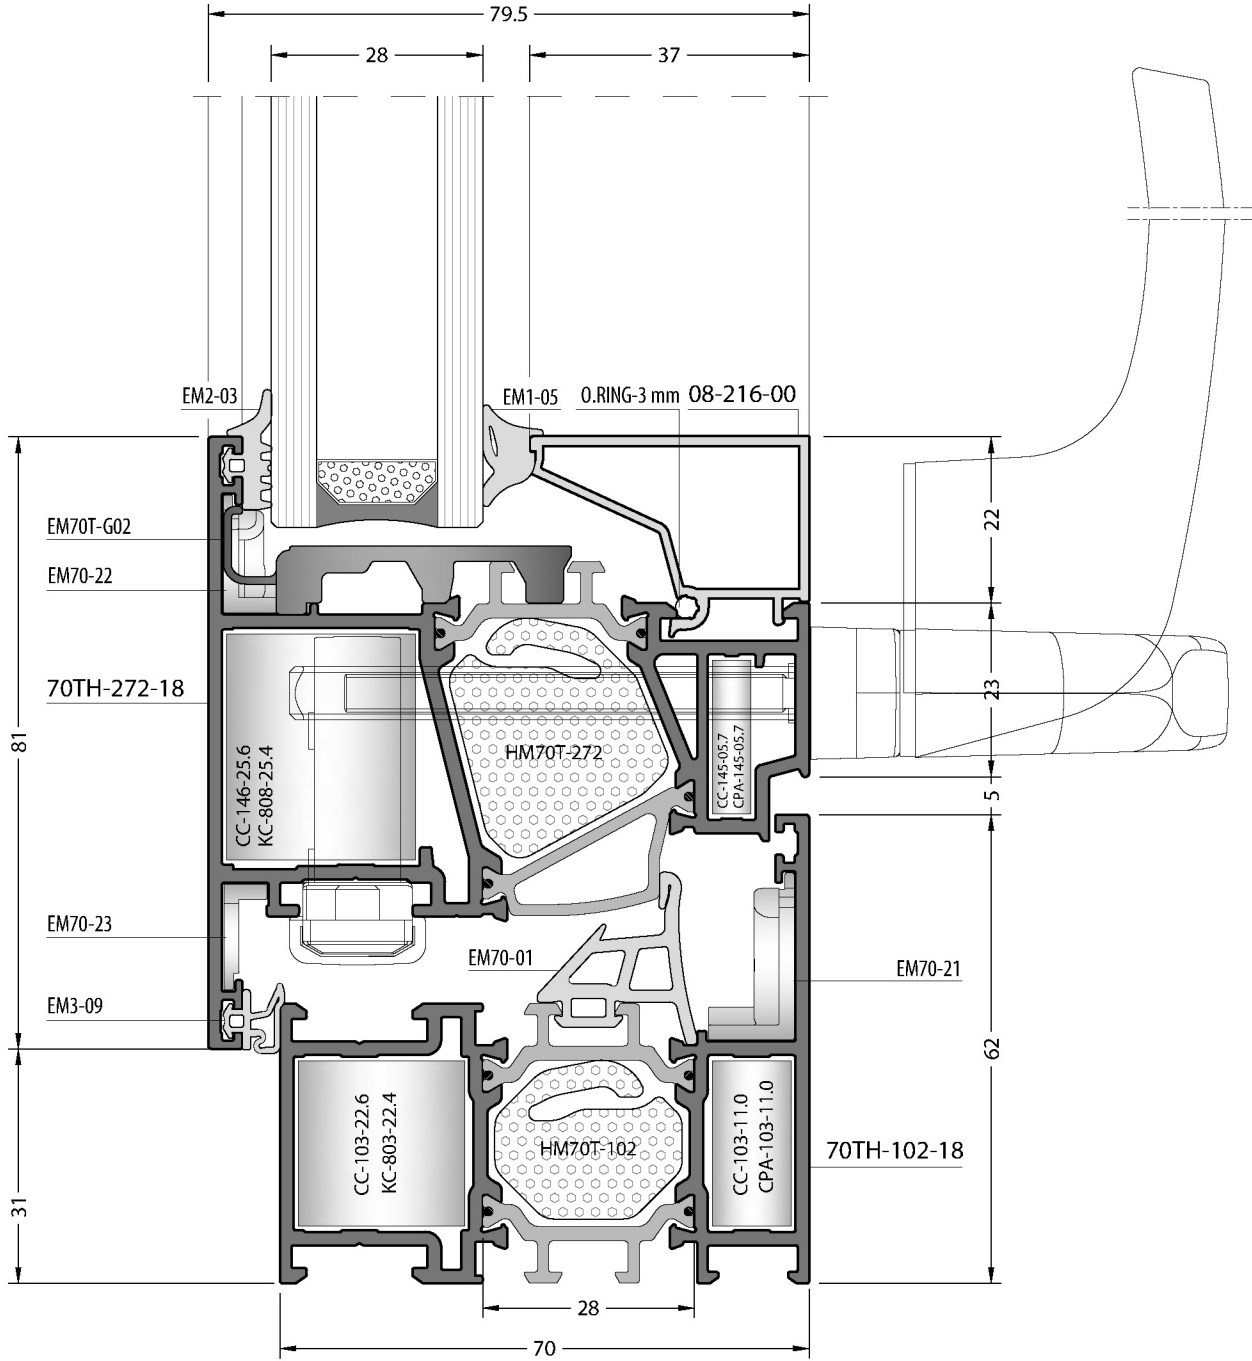 79.5
28
37
EM2-03
EM1-05
O.RING-3 mm
08-216-00
EM70T-G02
22
EM70-22
70TH-272-18
23
81
HM70T-272
CC-146-25.6
KC-808-25.4
CC-145-05.7
CPA-145-05.7
5
EM70-23
EM70-01
EM70-21
EM3-09
62
CC-103-22.6
KC-803-22.4
HM70T-102
CC-103-11.0
CPA-103-11.0
70TH-102-18
31
28
70